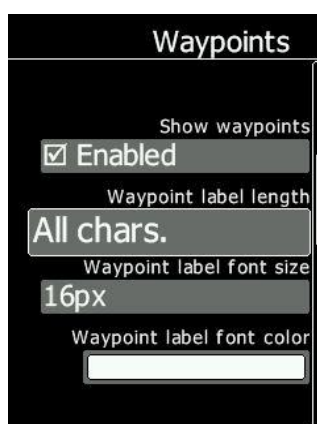 Waypoints
Show waypoints
☑ Enabled
Waypoint label length
All chars.
Waypoint label font size
16px
Waypoint label font color